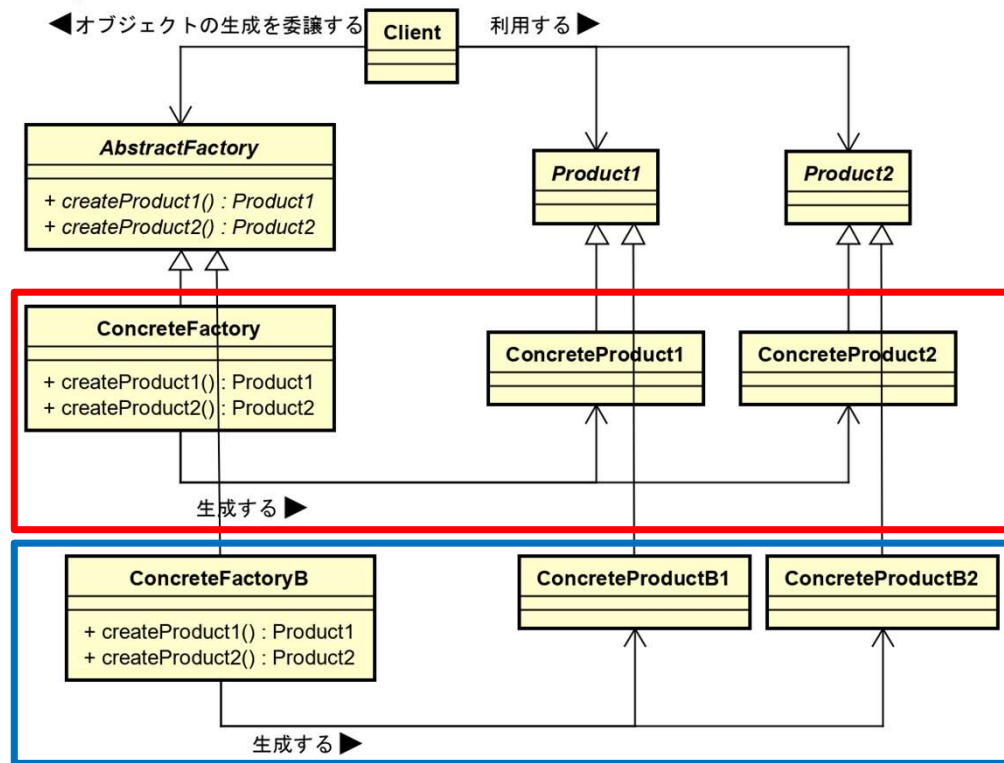 ◀オブジェクトの生成を委譲する
Client
利用する▶
AbstractFactory
+ createProduct1() : Product1
+ createProduct2() : Product2
Product1
Product2
ConcreteFactory
+ createProduct1() : Product1
+ createProduct2() : Product2
ConcreteProduct1
ConcreteProduct2
生成する▶
ConcreteFactoryB
+ createProduct1() : Product1
+ createProduct2() : Product2
ConcreteProductB1
ConcreteProductB2
生成する▶